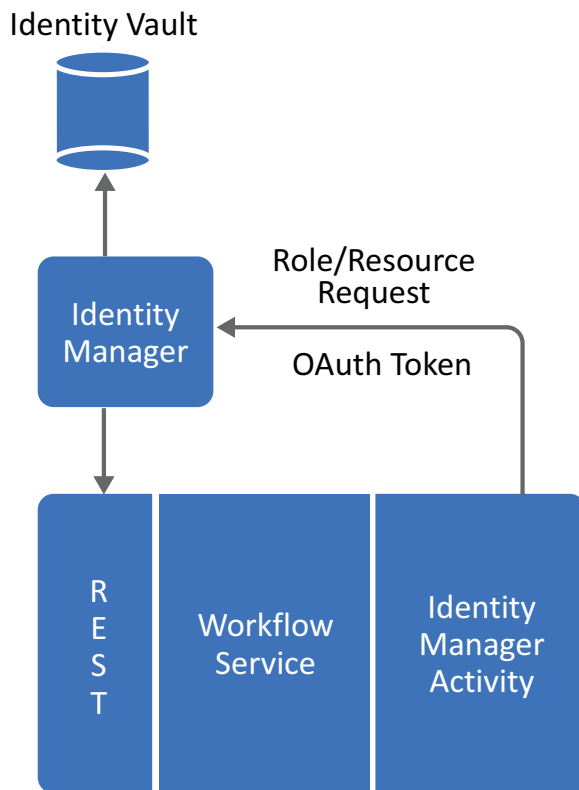 Identity Vault
Identity
Manager
Role/Resource
Request
OAuth Token
R
E
S
T
Workflow
Service
Identity
Manager
Activity